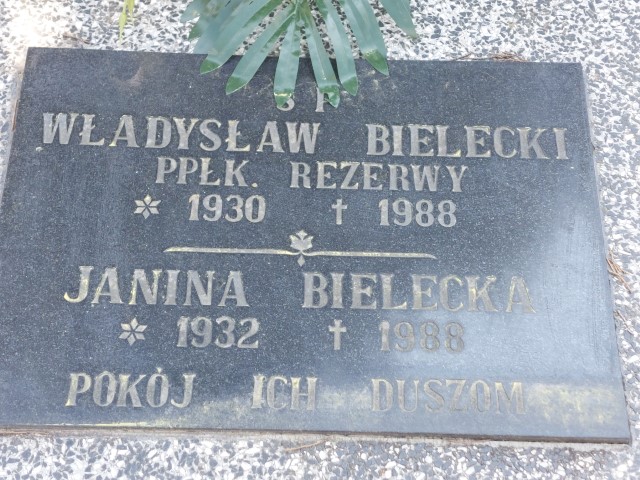 Ś P
WŁADYSŁAW BIELECKI
PPŁK. REZERWY
* 1930 † 1988
JANINA BIELECKA
* 1932 † 1988
POKÓJ ICH DUSZOM